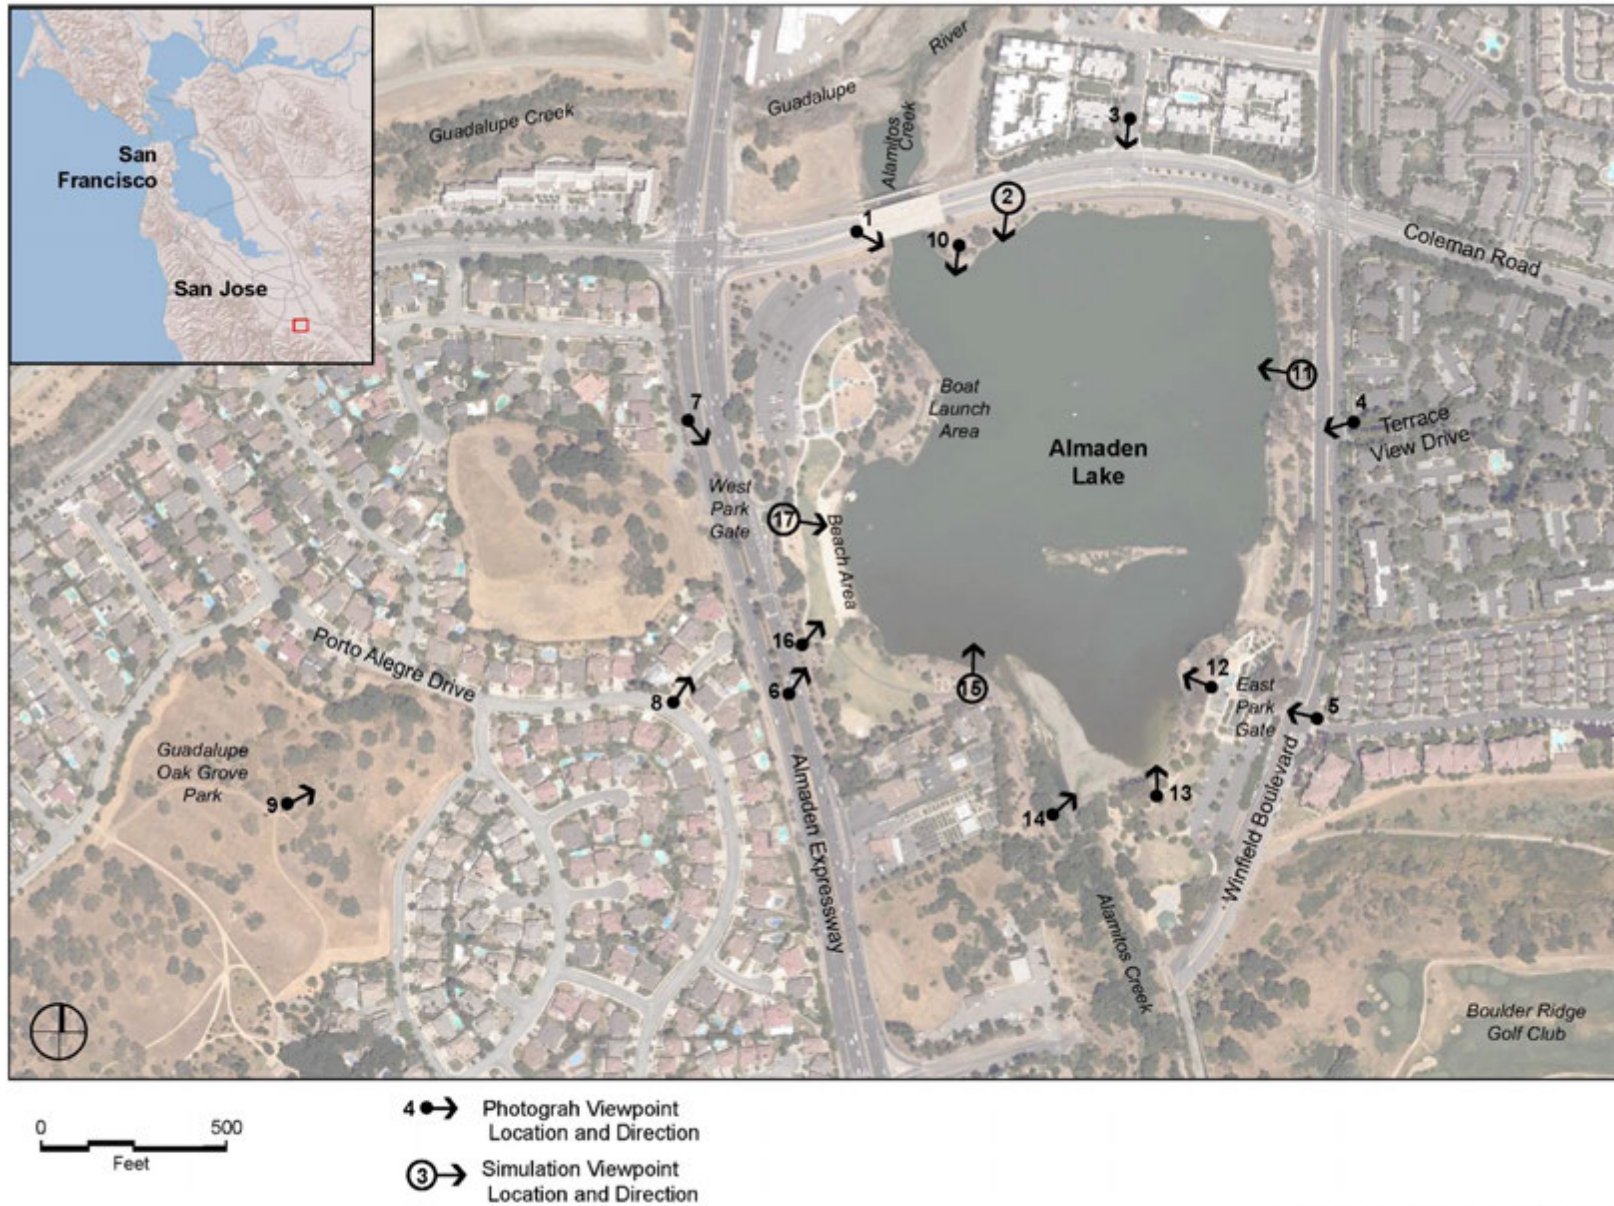 San
Francisco
San Jose
Guadalupe Creek
Guadalupe
River
Alamitos
Creek
3
2
1
10
Coleman Road
11
4
Terrace
View Drive
7
Boat
Launch
Area
Almaden
Lake
West
Park
Gate
17
Beach Area
16
6
8
15
12
East
Park
Gate
5
Porto Alegre Drive
Guadalupe
Oak Grove
Park
9
Almaden Expressway
14
13
Winfield Boulevard
Alamitos Creek
Boulder Ridge
Golf Club
0
500
Feet
4
Photograh Viewpoint
Location and Direction
3
Simulation Viewpoint
Location and Direction